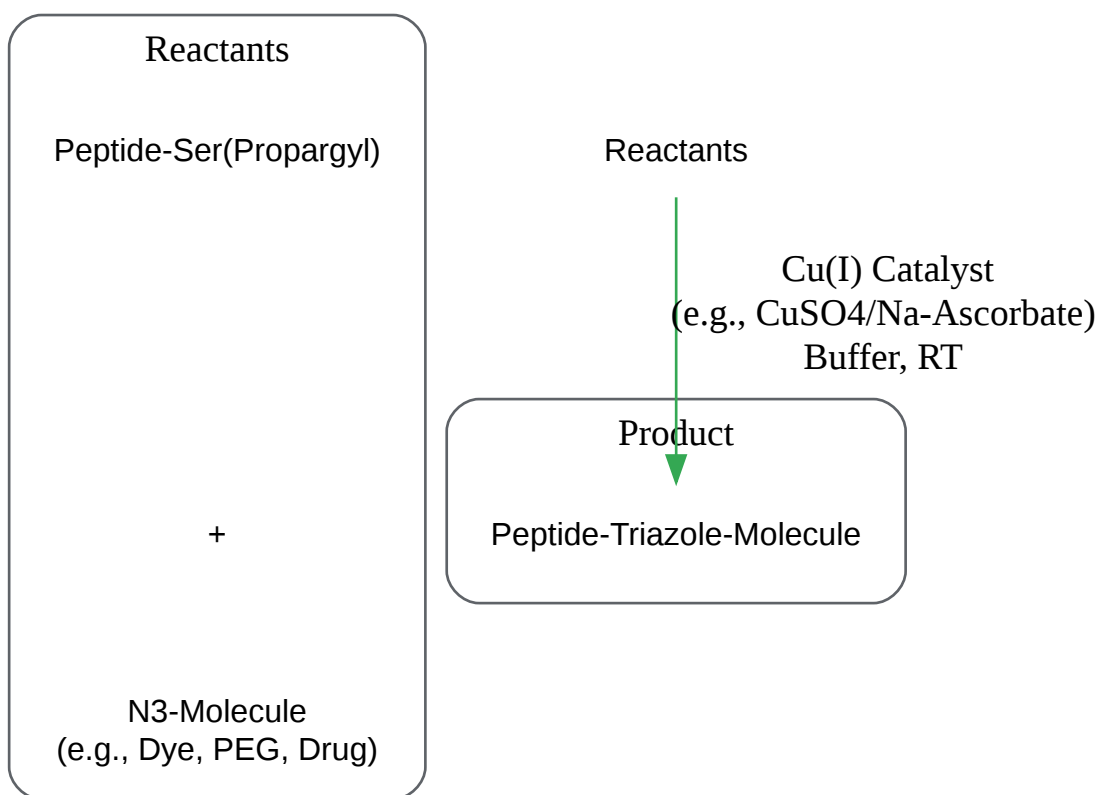 Reactants
Peptide-Ser(Propargyl)
+
N3-Molecule
(e.g., Dye, PEG, Drug)
Reactants
Cu(I) Catalyst
(e.g., CuSO4/Na-Ascorbate)
Buffer, RT
Product
Peptide-Triazole-Molecule